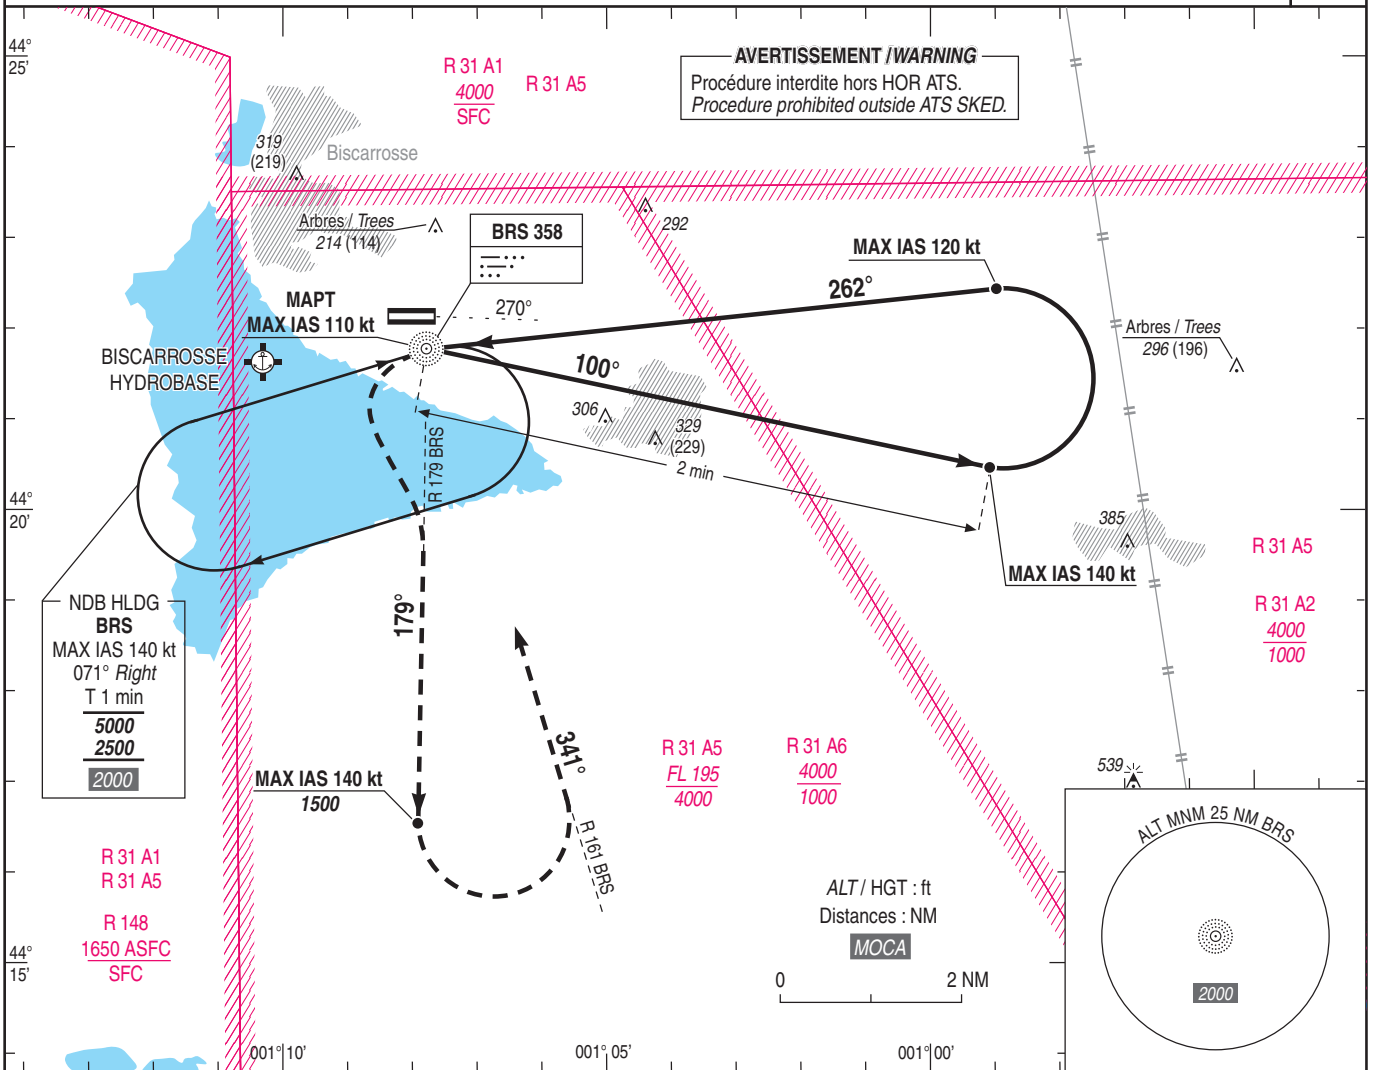 44°
25'
R 31 A1
4000
SFC
R 31 A5
AVERTISSEMENT / WARNING
Procédure interdite hors HOR ATS.
Procedure prohibited outside ATS SKED.
319
(219)
Biscarrosse
Arbres / Trees
214 (114)
292
BRS 358
MAX IAS 120 kt
262°
MAPT
MAX IAS 110 kt
270°
BISCARROSSE
HYDROBASE
100°
Arbres / Trees
296 (196)
306
329
(229)
2 min
R 179 BRS
44°
20'
385
R 31 A5
MAX IAS 140 kt
R 31 A2
4000
1000
NDB HLDG
BRS
MAX IAS 140 kt
071° Right
T 1 min
5000
2500
2000
179°
341°
R 161 BRS
MAX IAS 140 kt
1500
R 31 A5
FL 195
4000
R 31 A6
4000
1000
539
ALT MNM 25 NM BRS
2000
R 31 A1
R 31 A5
R 148
1650 ASFC
SFC
ALT / HGT : ft
Distances : NM
MOCA
0 2 NM
44°
15'
001°10'
001°05'
001°00'